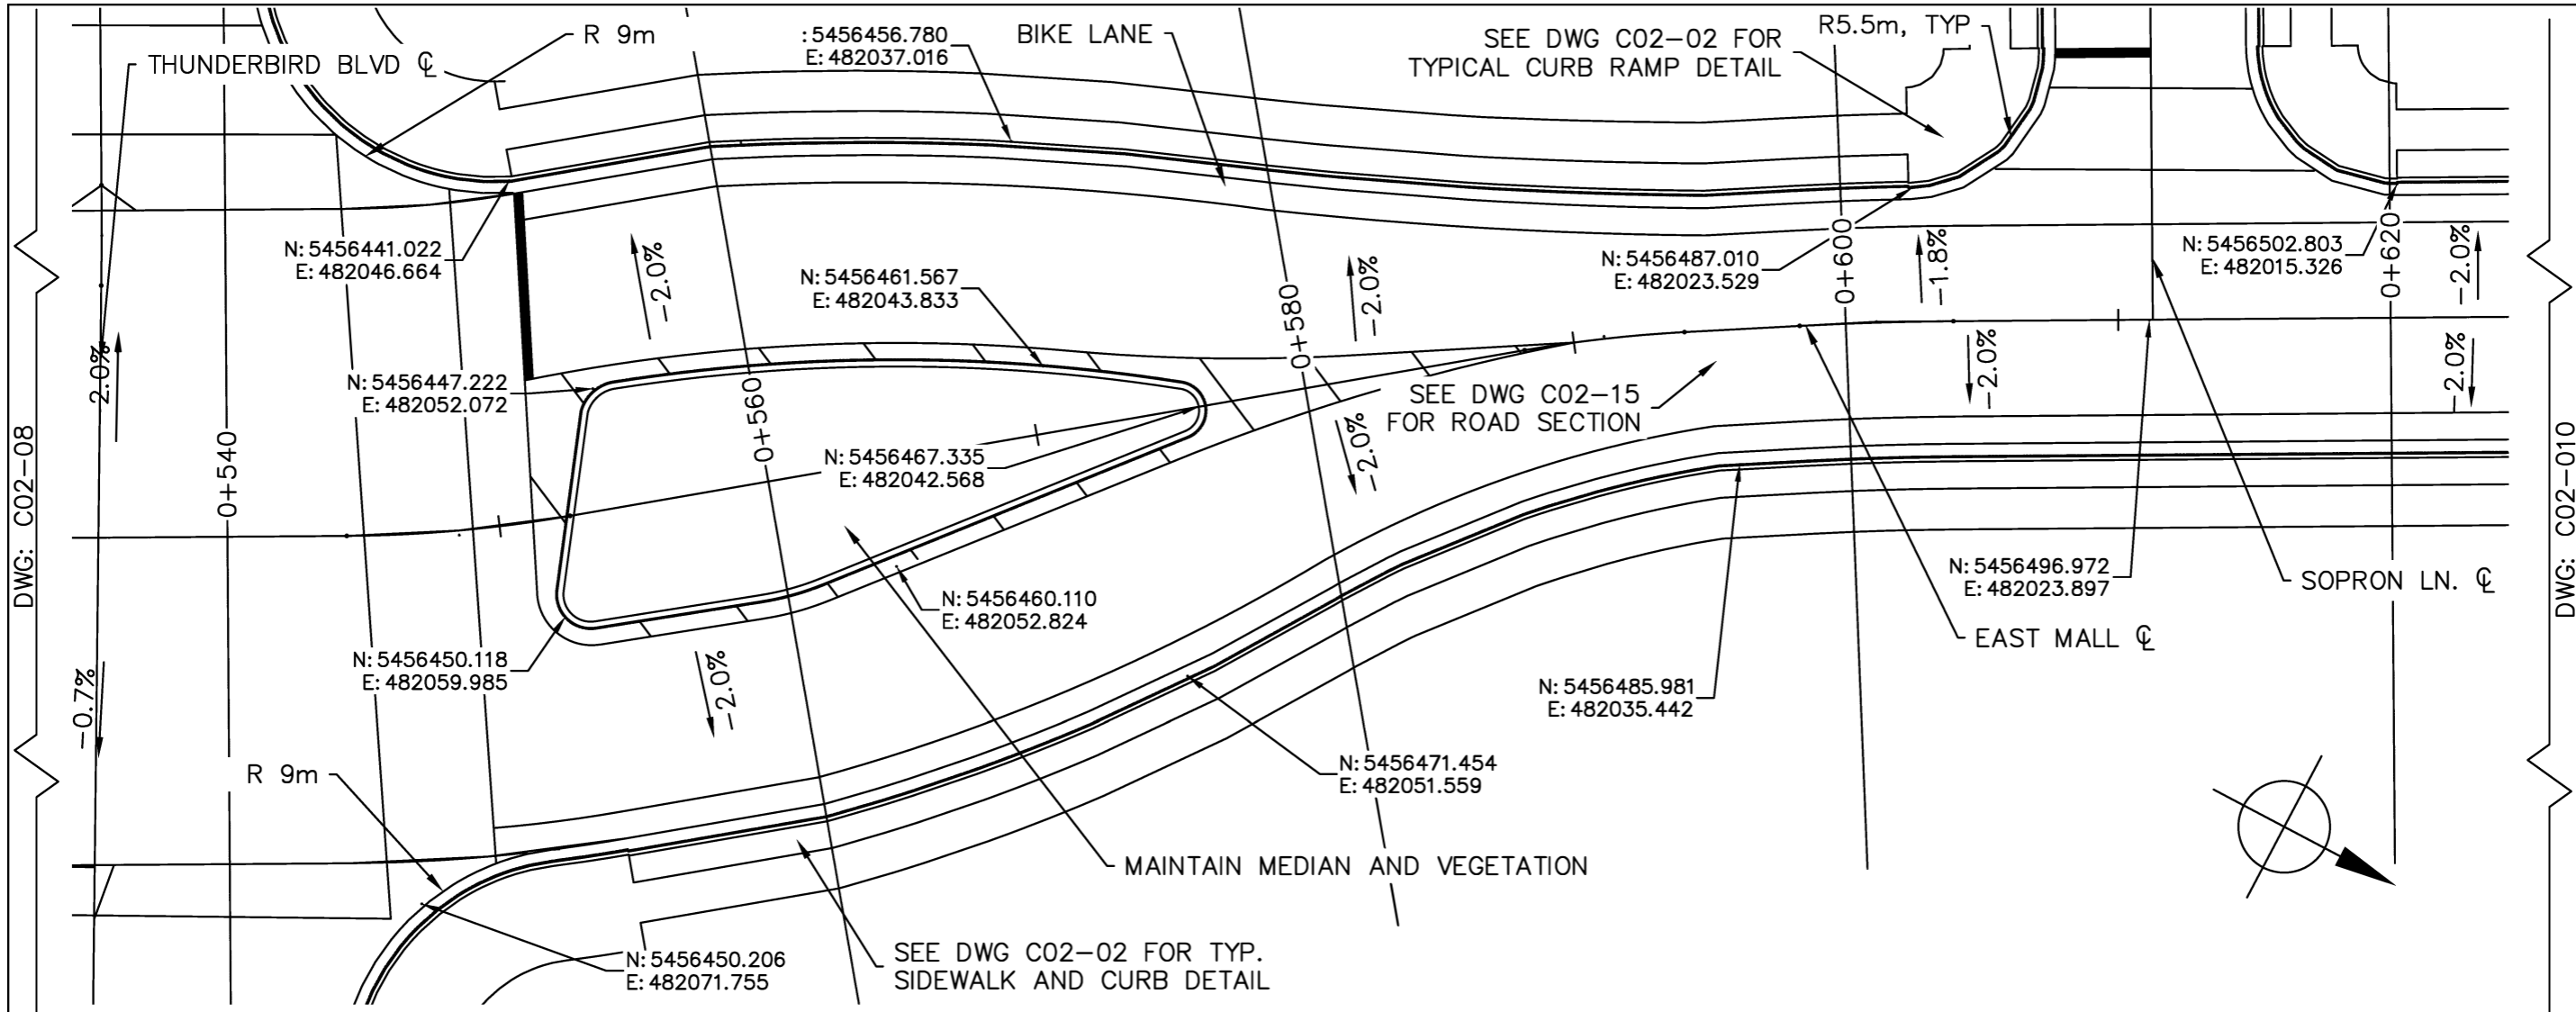 R 9m
THUNDERBIRD BLVD ℄
: 5456456.780
E: 482037.016
BIKE LANE
SEE DWG C02-02 FOR
TYPICAL CURB RAMP DETAIL
R5.5m, TYP
N: 5456441.022
E: 482046.664
-2.0%
N: 5456461.567
E: 482043.833
0+580
-2.0%
N: 5456487.010
E: 482023.529
0+600
-1.8%
N: 5456502.803
E: 482015.326
0+620
-2.0%
2.0%
N: 5456447.222
E: 482052.072
0+560
SEE DWG C02-15
FOR ROAD SECTION
-2.0%
-2.0%
DWG: C02-08
0+540
N: 5456467.335
E: 482042.568
-2.0%
DWG: C02-010
N: 5456460.110
E: 482052.824
N: 5456496.972
E: 482023.897
SOPRON LN. ℄
EAST MALL ℄
N: 5456450.118
E: 482059.985
-0.7%
-2.0%
N: 5456485.981
E: 482035.442
R 9m
N: 5456471.454
E: 482051.559
MAINTAIN MEDIAN AND VEGETATION
N: 5456450.206
E: 482071.755
SEE DWG C02-02 FOR TYP.
SIDEWALK AND CURB DETAIL